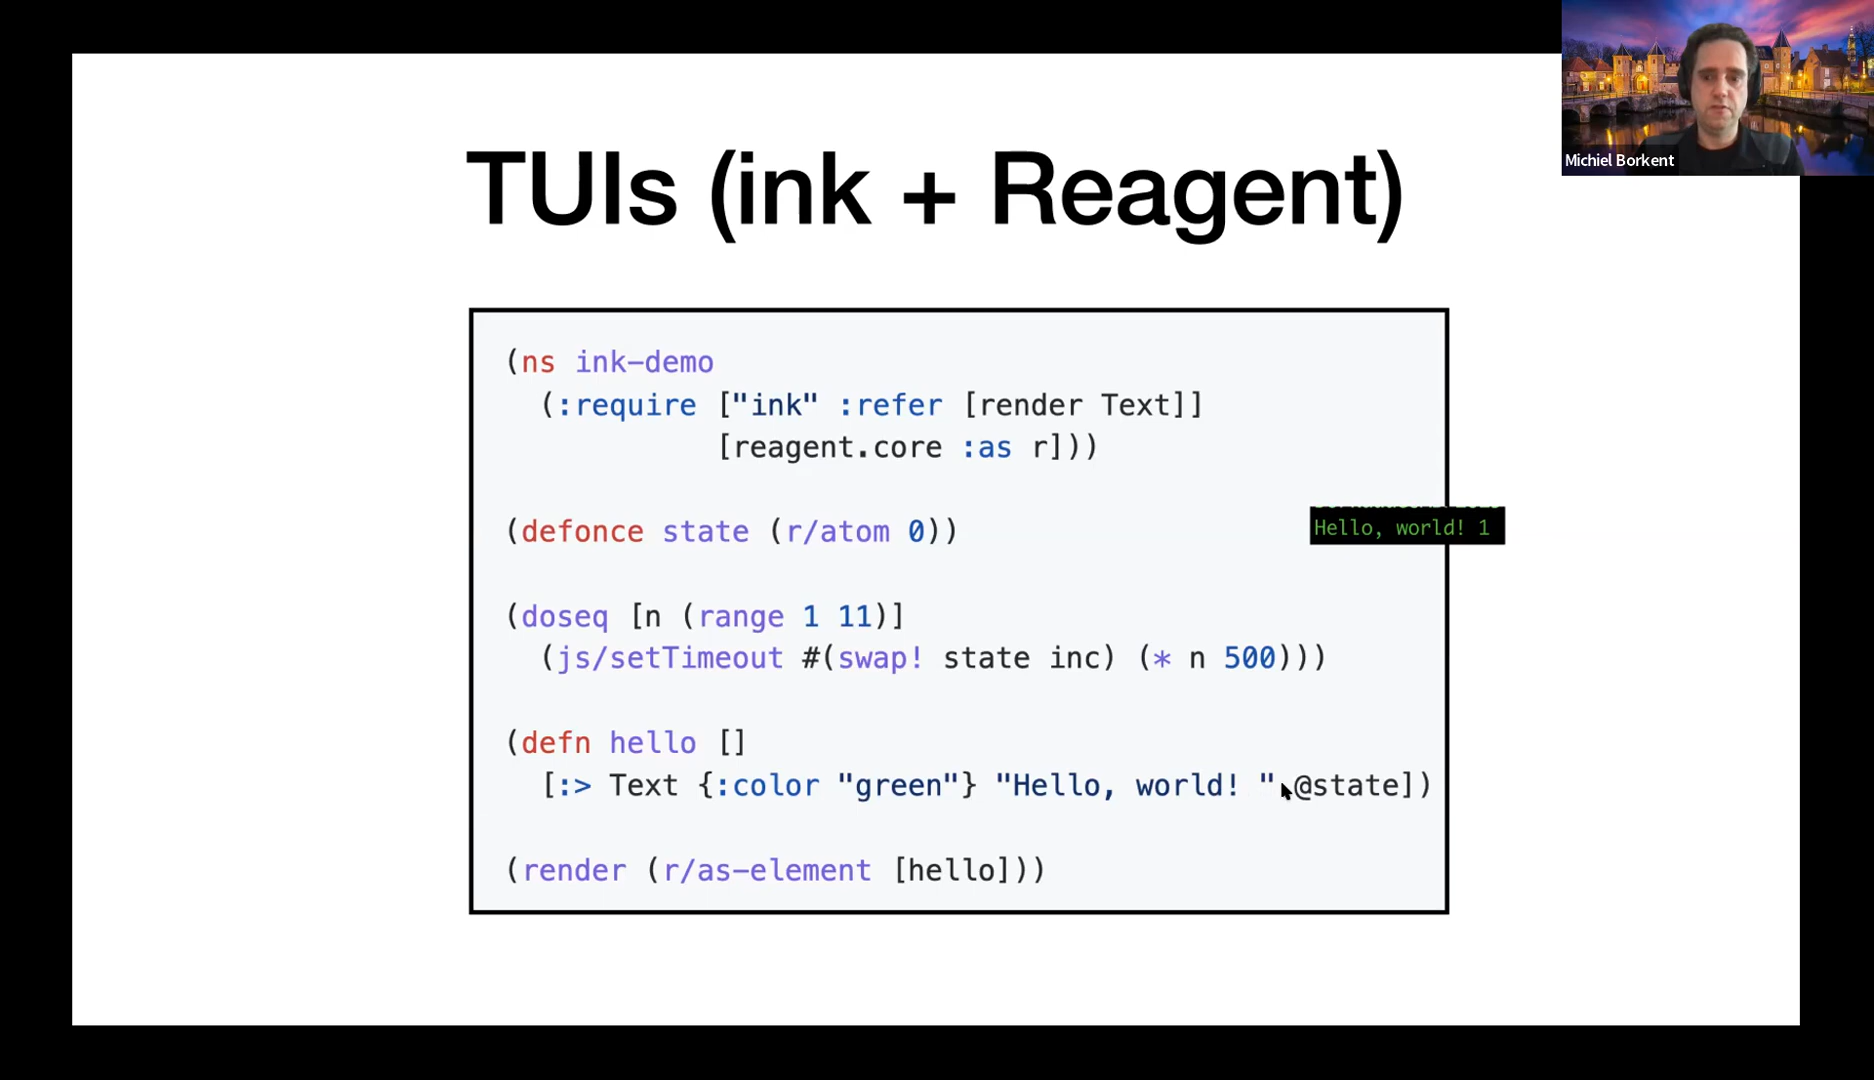 TUIs (ink + Reagent)
Michiel Borkent
(ns ink-demo
(:require ["ink" :refer [render Text]]
[reagent.core :as r]))
(defonce state (r/atom 0))
Hello, world! 1
(doseq [n (range 1 11)]
(js/setTimeout #(swap! state inc) (* n 500)))
(defn hello []
[:> Text {:color "green"} "Hello, world! " @state])
(render (r/as-element [hello]))